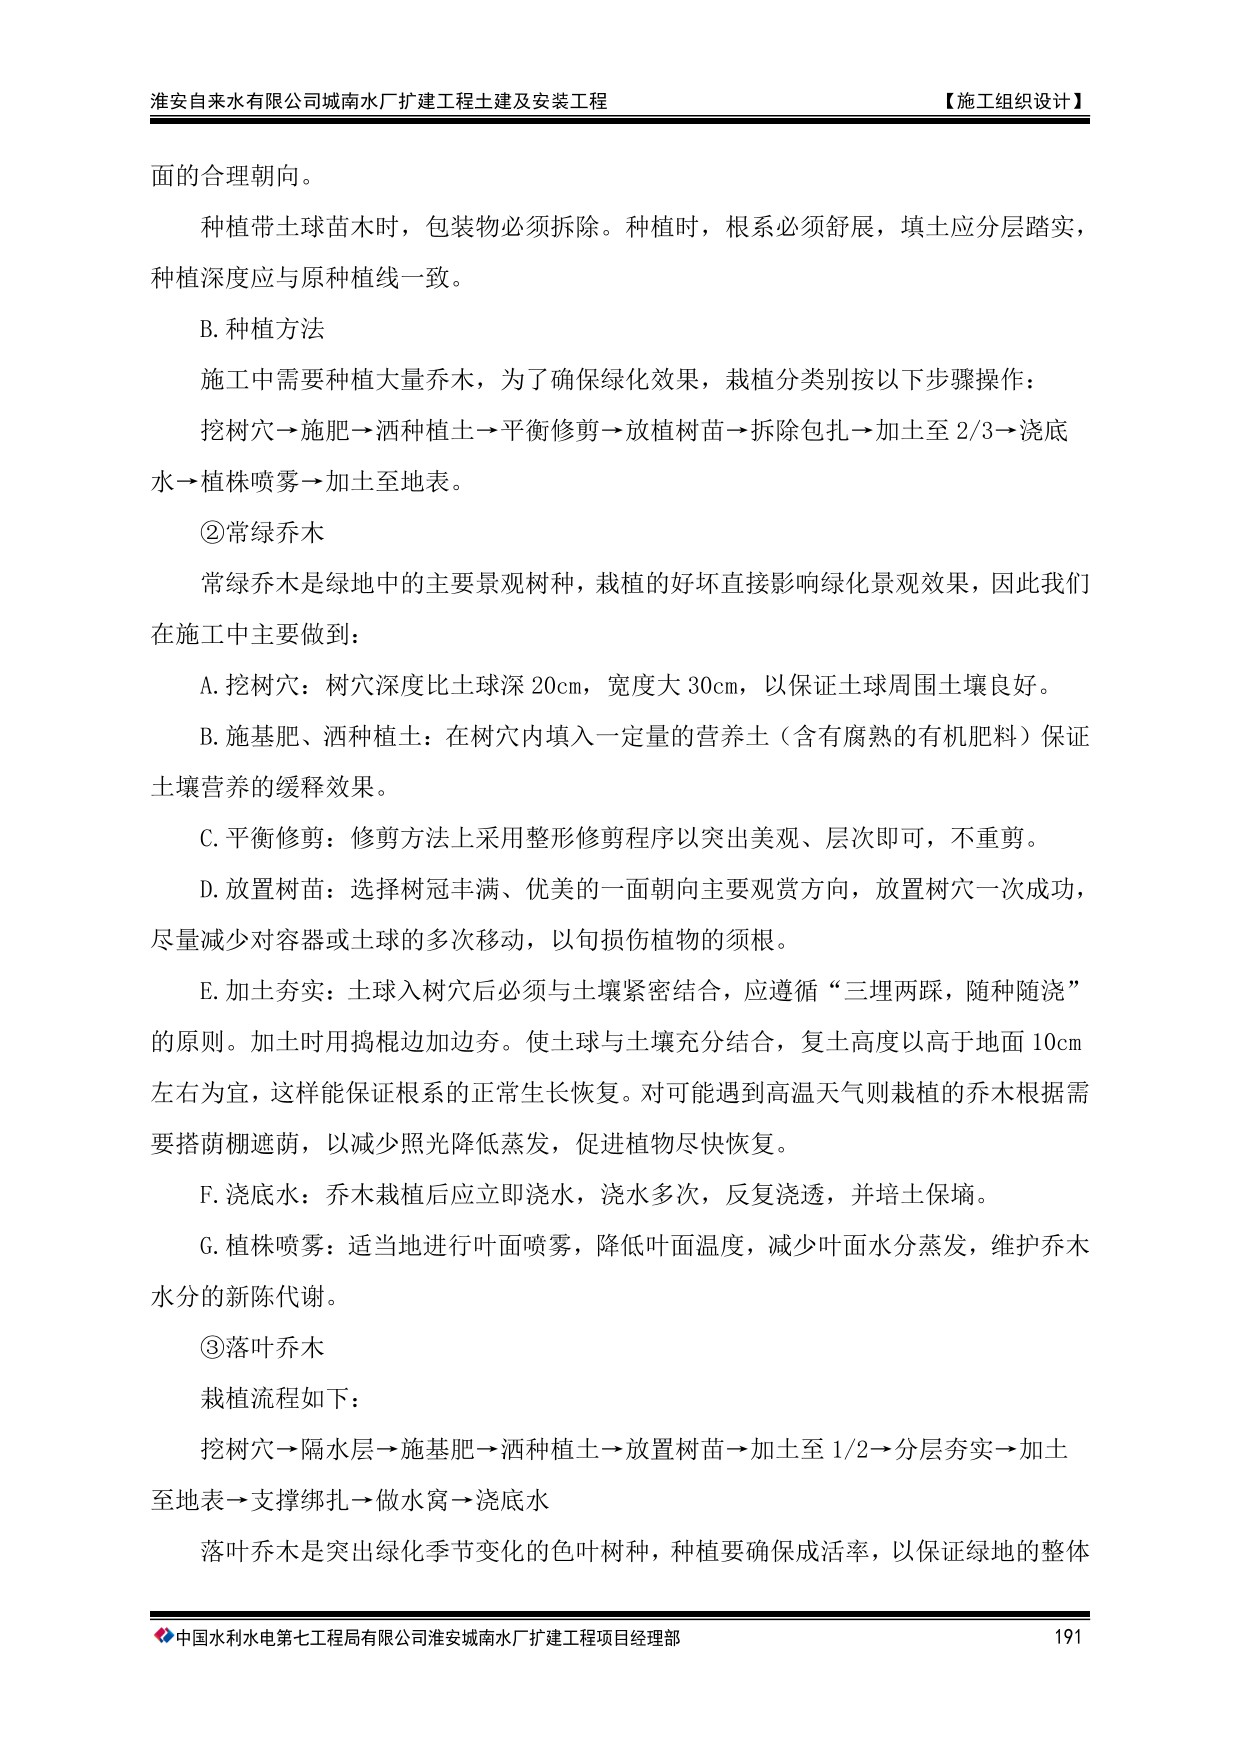 淮安自来水有限公司城南水厂扩建工程土建及安装工程 【施工组织设计】
面的合理朝向。
种植带土球苗木时，包装物必须拆除。种植时，根系必须舒展，填土应分层踏实，
种植深度应与原种植线一致。
B.种植方法
施工中需要种植大量乔木，为了确保绿化效果，栽植分类别按以下步骤操作：
挖树穴→施肥→洒种植土→平衡修剪→放植树苗→拆除包扎→加土至 2/3→浇底
水→植株喷雾→加土至地表。
②常绿乔木
常绿乔木是绿地中的主要景观树种，栽植的好坏直接影响绿化景观效果，因此我们
在施工中主要做到：
A.挖树穴：树穴深度比土球深 20cm，宽度大 30cm，以保证土球周围土壤良好。
B.施基肥、洒种植土：在树穴内填入一定量的营养土（含有腐熟的有机肥料）保证
土壤营养的缓释效果。
C.平衡修剪：修剪方法上采用整形修剪程序以突出美观、层次即可，不重剪。
D.放置树苗：选择树冠丰满、优美的一面朝向主要观赏方向，放置树穴一次成功，
尽量减少对容器或土球的多次移动，以旬损伤植物的须根。
E.加土夯实：土球入树穴后必须与土壤紧密结合，应遵循“三埋两踩，随种随浇”
的原则。加土时用捣棍边加边夯。使土球与土壤充分结合，复土高度以高于地面 10cm
左右为宜，这样能保证根系的正常生长恢复。对可能遇到高温天气则栽植的乔木根据需
要搭荫棚遮荫，以减少照光降低蒸发，促进植物尽快恢复。
F.浇底水：乔木栽植后应立即浇水，浇水多次，反复浇透，并培土保墒。
G.植株喷雾：适当地进行叶面喷雾，降低叶面温度，减少叶面水分蒸发，维护乔木
水分的新陈代谢。
③落叶乔木
栽植流程如下：
挖树穴→隔水层→施基肥→洒种植土→放置树苗→加土至 1/2→分层夯实→加土
至地表→支撑绑扎→做水窝→浇底水
落叶乔木是突出绿化季节变化的色叶树种，种植要确保成活率，以保证绿地的整体
中国水利水电第七工程局有限公司淮安城南水厂扩建工程项目经理部 191